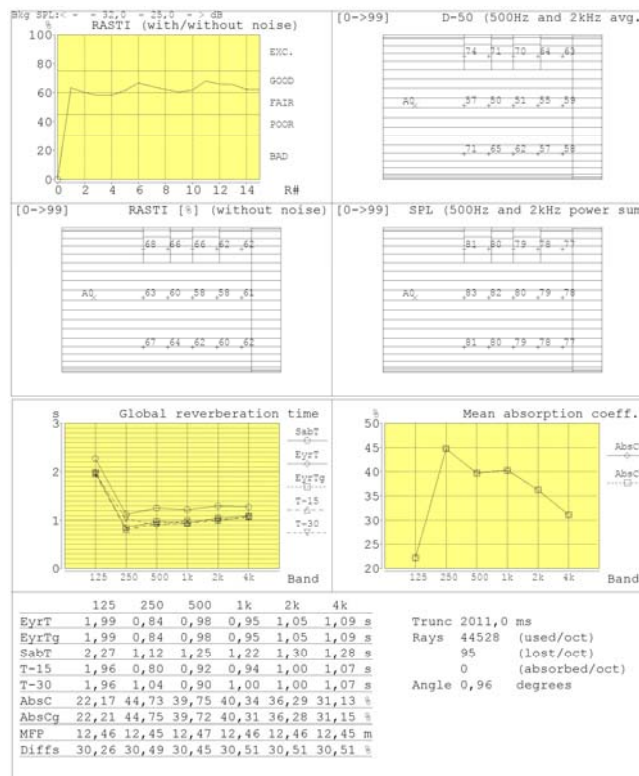 Bkg SPL:< - - 32,0 - 25,0 - - > dB
% RASTI (with/without noise)
100
80
60
40
20
0
EXC.
GOOD
FAIR
POOR
BAD
0 2 4 6 8 10 12 14 R#
[0->99] D-50 (500Hz and 2kHz avg.
74 71 70 64 63
A0 57 50 51 55 59
71 65 62 57 58
[0->99] RASTI [%] (without noise)
68 66 66 62 62
A0 63 60 58 58 61
67 64 62 60 62
[0->99] SPL (500Hz and 2kHz power sum
81 80 79 78 77
A0 83 82 80 79 78
81 80 79 78 77
s Global reverberation time
3
2
1
0
125 250 500 1k 2k 4k Band
SabT
EyrT
EyrTg
T-15
T-30
% Mean absorption coeff.
50
45
40
35
30
25
20
125 250 500 1k 2k 4k Band
AbsC
AbsC
125 250 500 1k 2k 4k
EyrT 1,99 0,84 0,98 0,95 1,05 1,09 s
EyrTg 1,99 0,84 0,98 0,95 1,05 1,09 s
SabT 2,27 1,12 1,25 1,22 1,30 1,28 s
T-15 1,96 0,80 0,92 0,94 1,00 1,07 s
T-30 1,96 1,04 0,90 1,00 1,00 1,07 s
AbsC 22,17 44,73 39,75 40,34 36,29 31,13 %
AbsCg 22,21 44,75 39,72 40,31 36,28 31,15 %
MFP 12,46 12,45 12,47 12,46 12,46 12,45 m
Diffs 30,26 30,49 30,45 30,51 30,51 30,51 %
Trunc 2011,0 ms
Rays 44528 (used/oct)
95 (lost/oct)
0 (absorbed/oct)
Angle 0,96 degrees